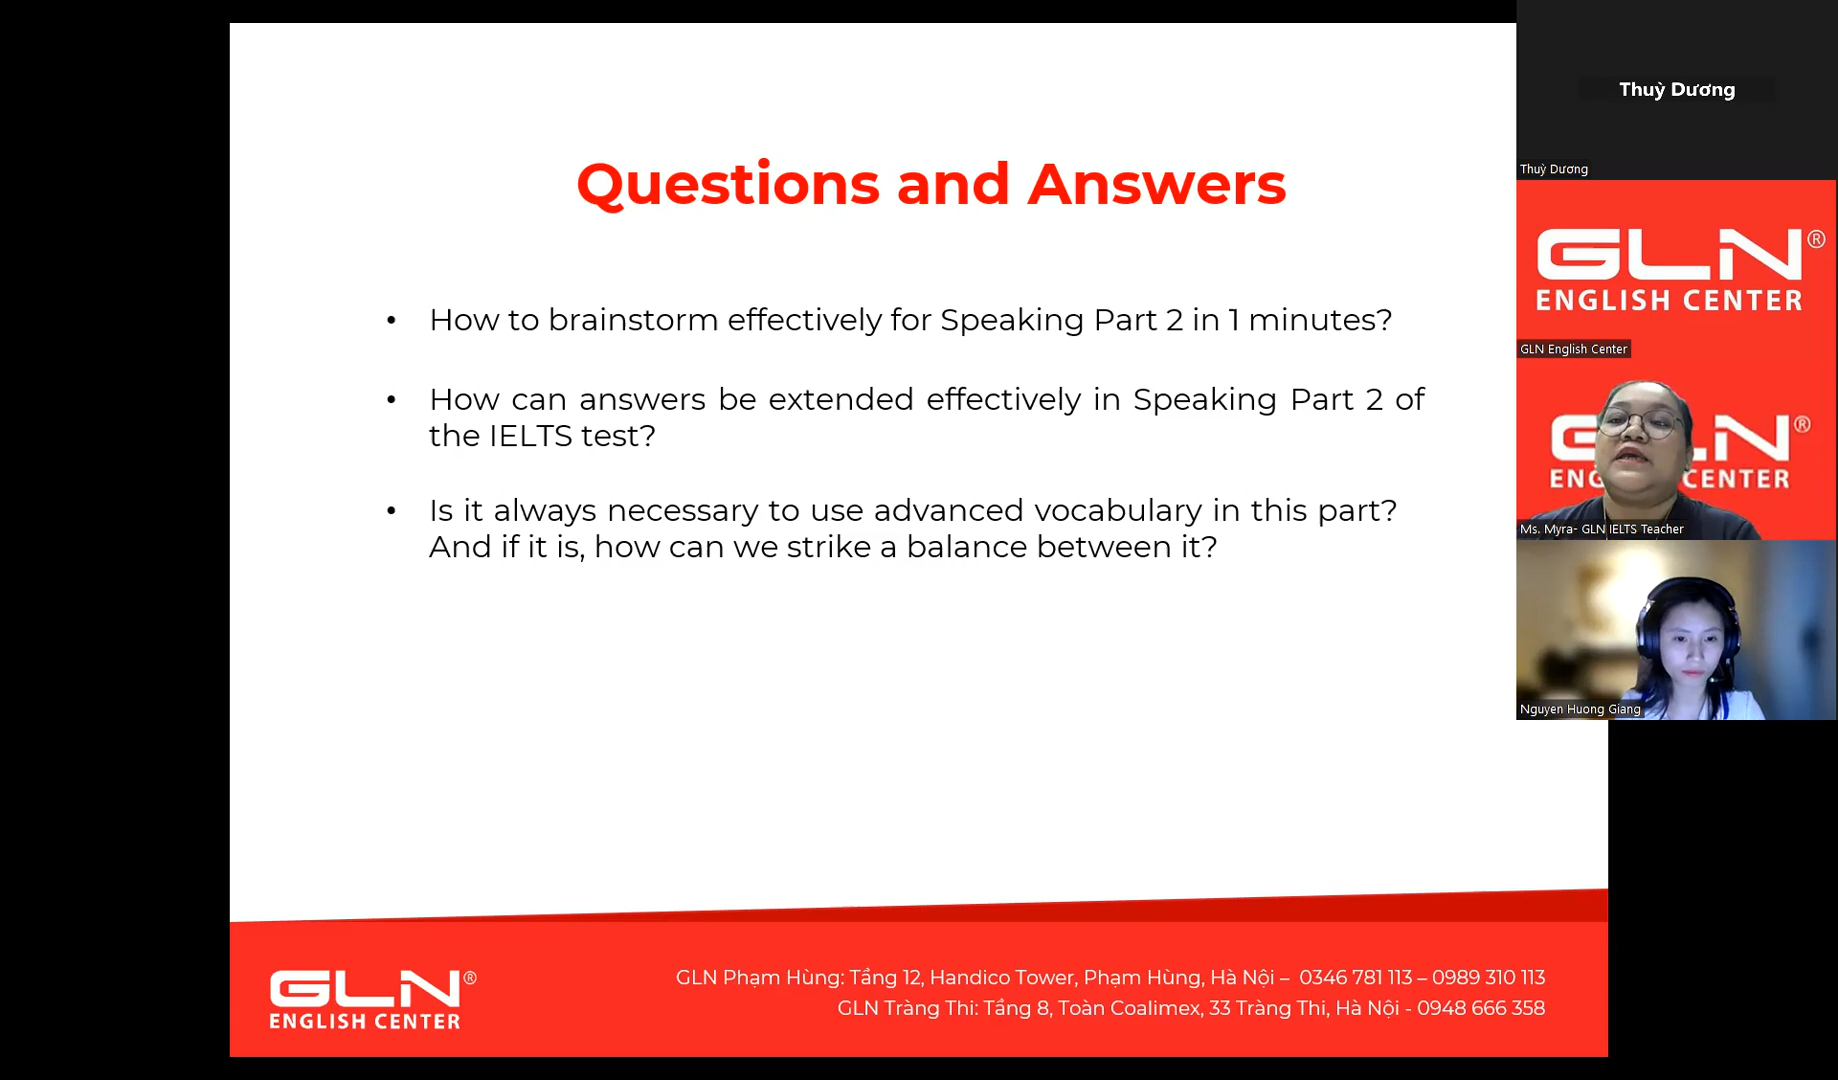 Questions and Answers
• How to brainstorm effectively for Speaking Part 2 in 1 minutes?
• How can answers be extended effectively in Speaking Part 2 of
the IELTS test?
• Is it always necessary to use advanced vocabulary in this part?
And if it is, how can we strike a balance between it?
GLN®
ENGLISH CENTER
GLN Phạm Hùng: Tầng 12, Handico Tower, Phạm Hùng, Hà Nội – 0346 781 113 – 0989 310 113
GLN Tràng Thi: Tầng 8, Toàn Coalimex, 33 Tràng Thi, Hà Nội - 0948 666 358
Thuỳ Dương
Thuỳ Dương
GLN®
ENGLISH CENTER
GLN English Center
GLN®
ENG CENTER
Ms. Myra- GLN IELTS Teacher
Nguyen Huong Giang